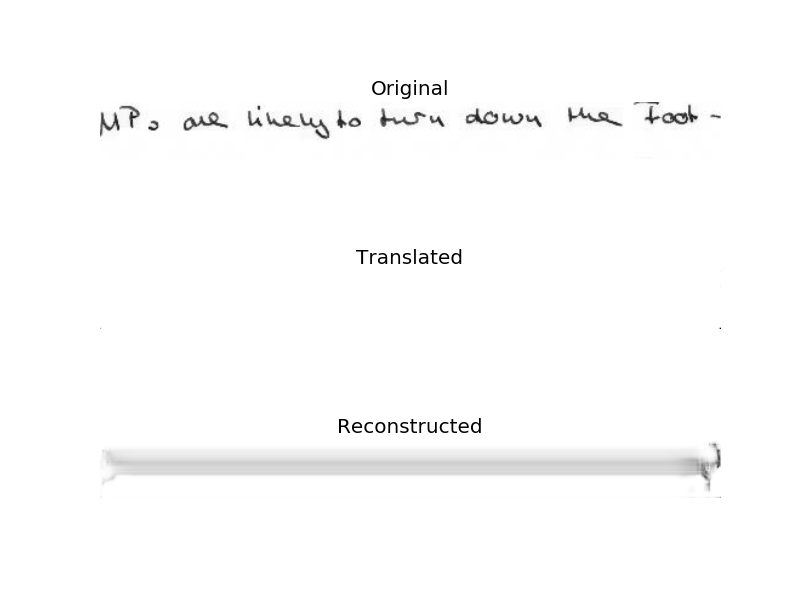 Original
MPs are likely to turn down the Foot -
Translated
Reconstructed